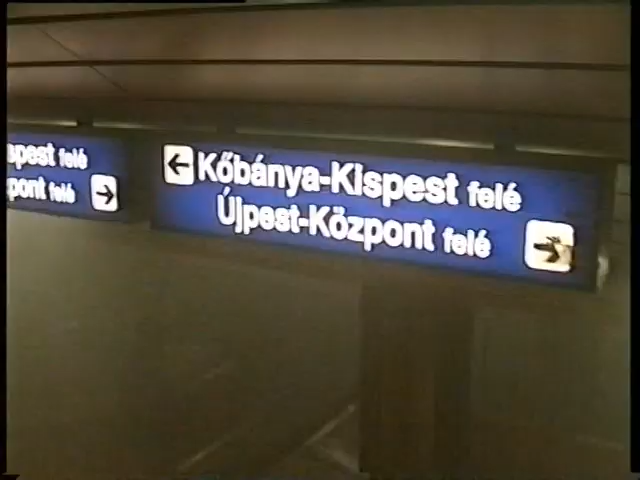 spest felé
pont felé →
← Kőbánya-Kispest felé
Újpest-Központ felé →